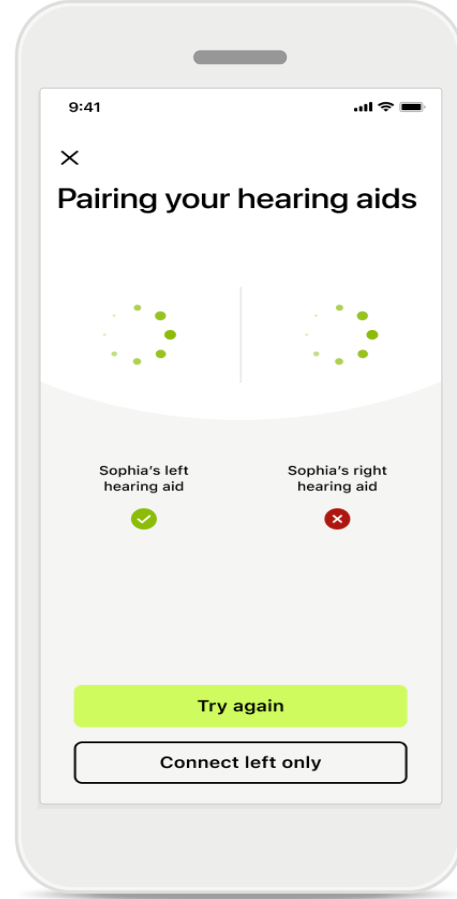 9:41
Pairing your hearing aids
Sophia's left
hearing aid
Sophia's right
hearing aid
Try again
Connect left only